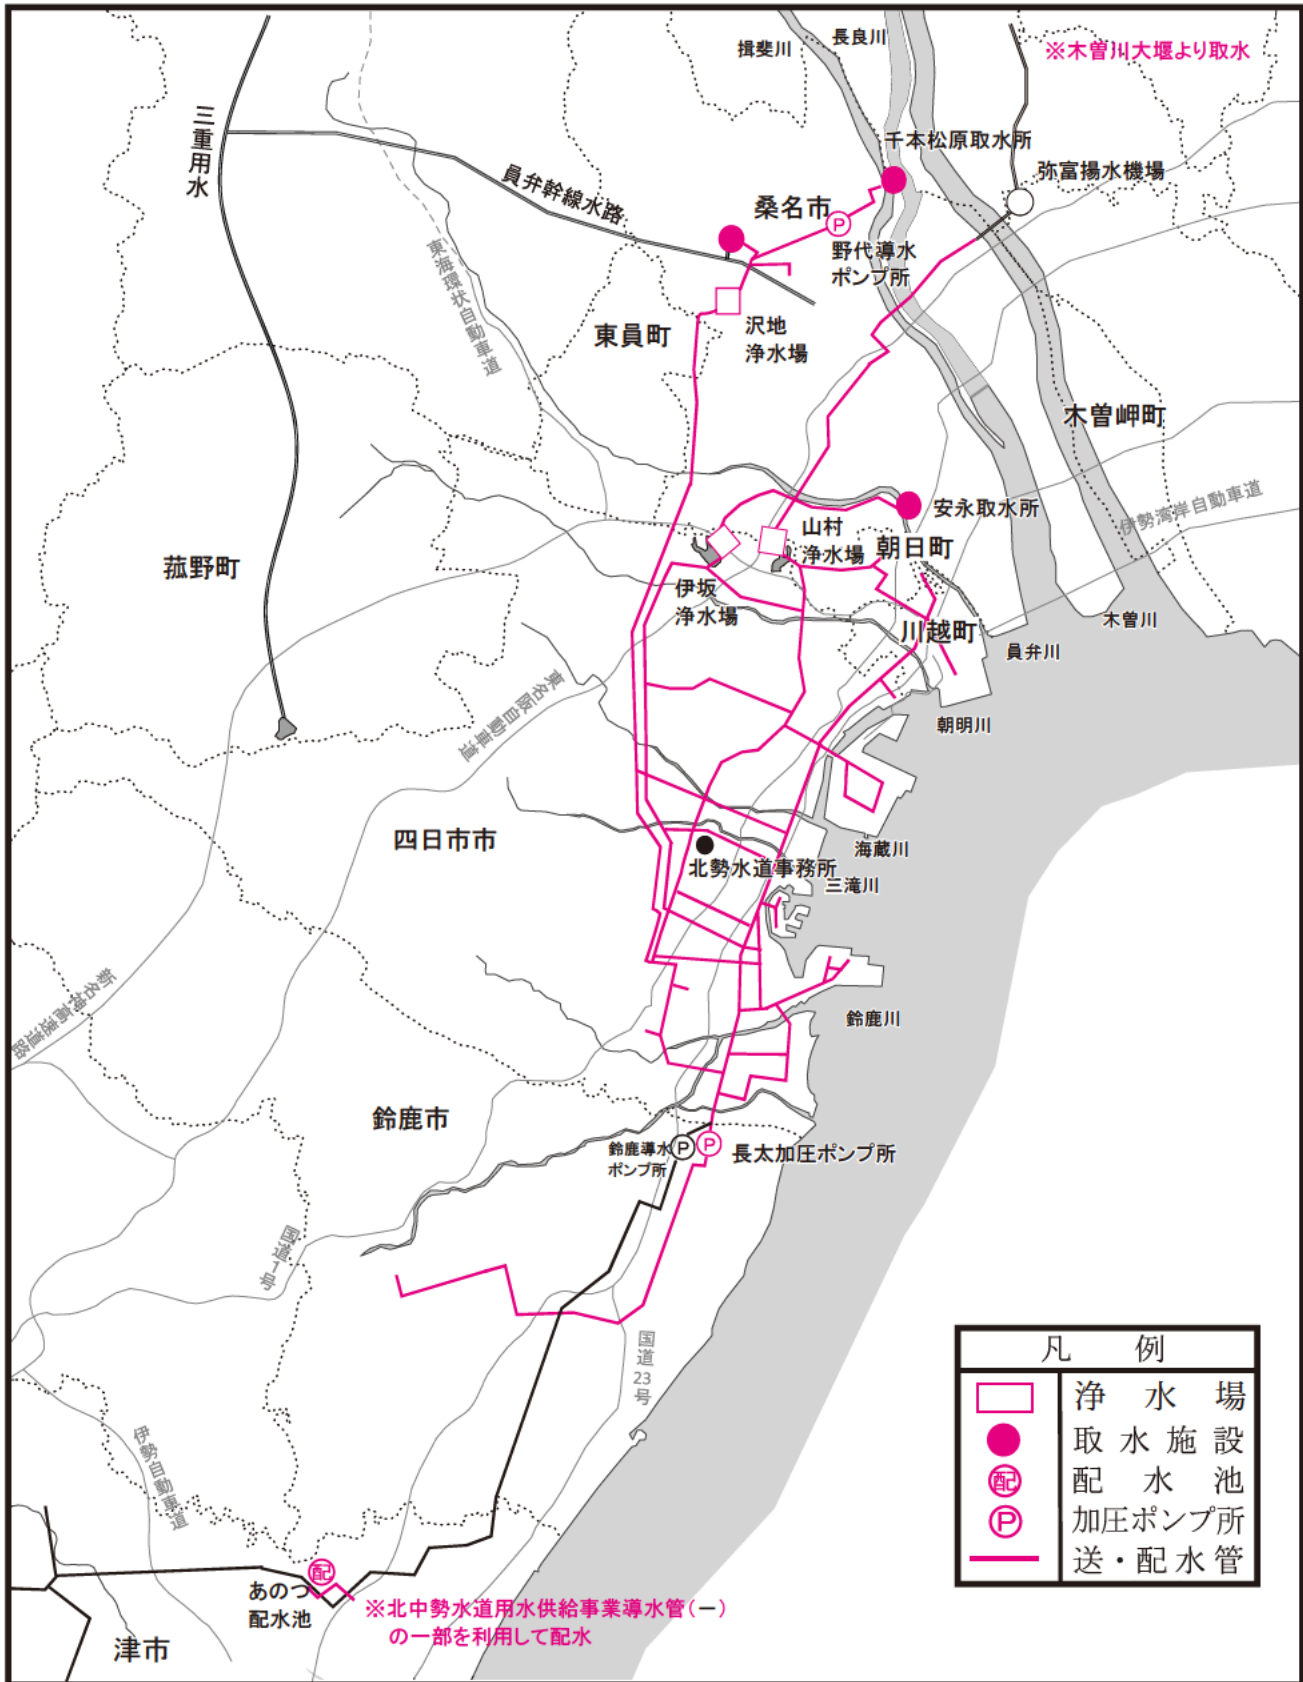 揖斐川
長良川
※木曽川大堰より取水
三重用水
千本松原取水所
弥富揚水機場
員弁幹線水路
桑名市
野代導水
ポンプ所
東海環状自動車道
東員町
沢地
浄水場
木曽岬町
伊勢湾岸自動車道
安永取水所
山村
浄水場
朝日町
菰野町
伊坂
浄水場
川越町
木曽川
員弁川
東名阪自動車道
朝明川
四日市市
海蔵川
北勢水道事務所
三滝川
新名神高速道路
鈴鹿川
鈴鹿市
鈴鹿導水
ポンプ所
P
P
P
長太加圧ポンプ所
国道1号
国道23号
伊勢自動車道
配
あのつ
配水池
※北中勢水道用水供給事業導水管(ー)
の一部を利用して配水
津市
凡例
浄水場
取水施設
配 配水池
P 加圧ポンプ所
送・配水管